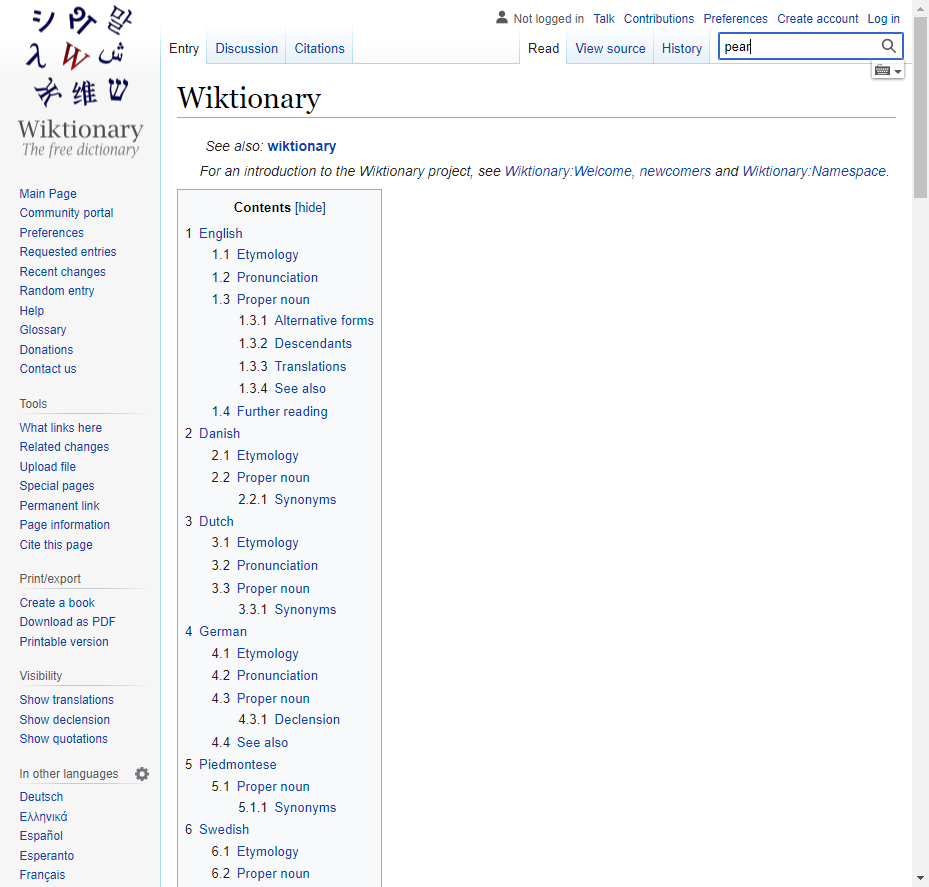 Wiktionary
The free dictionary
Not logged in Talk Contributions Preferences Create account Log in
Entry Discussion Citations Read View source History pear
Wiktionary
See also: wiktionary
For an introduction to the Wiktionary project, see Wiktionary:Welcome, newcomers and Wiktionary:Namespace.
Main Page
Community portal
Preferences
Requested entries
Recent changes
Random entry
Help
Glossary
Donations
Contact us
Tools
What links here
Related changes
Upload file
Special pages
Permanent link
Page information
Cite this page
Print/export
Create a book
Download as PDF
Printable version
Visibility
Show translations
Show declension
Show quotations
In other languages
Deutsch
Ελληνικά
Español
Esperanto
Français
Contents [hide]
1 English
1.1 Etymology
1.2 Pronunciation
1.3 Proper noun
1.3.1 Alternative forms
1.3.2 Descendants
1.3.3 Translations
1.3.4 See also
1.4 Further reading
2 Danish
2.1 Etymology
2.2 Proper noun
2.2.1 Synonyms
3 Dutch
3.1 Etymology
3.2 Pronunciation
3.3 Proper noun
3.3.1 Synonyms
4 German
4.1 Etymology
4.2 Pronunciation
4.3 Proper noun
4.3.1 Declension
4.4 See also
5 Piedmontese
5.1 Proper noun
5.1.1 Synonyms
6 Swedish
6.1 Etymology
6.2 Proper noun